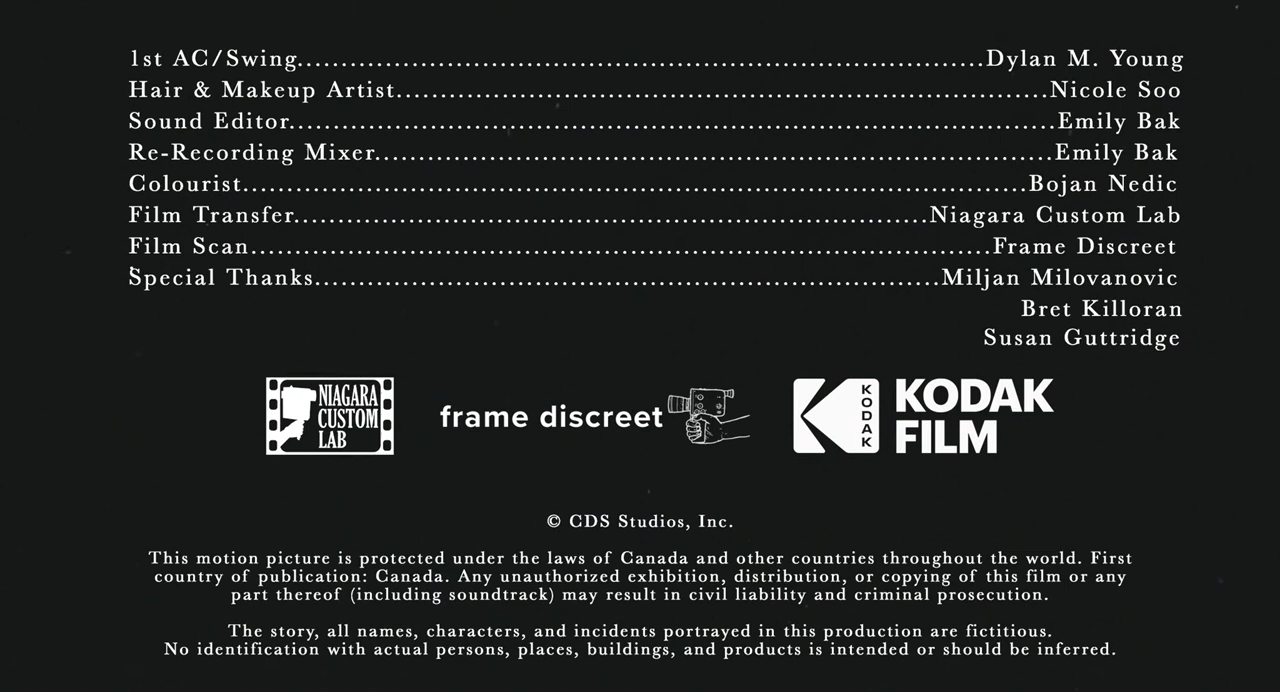 1st AC/Swing..........................................................................Dylan M. Young
Hair & Makeup Artist......................................................................Nicole Soo
Sound Editor...................................................................................Emily Bak
Re-Recording Mixer.........................................................................Emily Bak
Colourist.....................................................................................Bojan Nedic
Film Transfer....................................................................Niagara Custom Lab
Film Scan................................................................................Frame Discreet
Special Thanks...................................................................Miljan Milovanovic
Bret Killoran
Susan Guttridge
NIAGARA
CUSTOM
LAB
frame discreet
KODAK
KODAK
FILM
© CDS Studios, Inc.
This motion picture is protected under the laws of Canada and other countries throughout the world. First
country of publication: Canada. Any unauthorized exhibition, distribution, or copying of this film or any
part thereof (including soundtrack) may result in civil liability and criminal prosecution.
The story, all names, characters, and incidents portrayed in this production are fictitious.
No identification with actual persons, places, buildings, and products is intended or should be inferred.